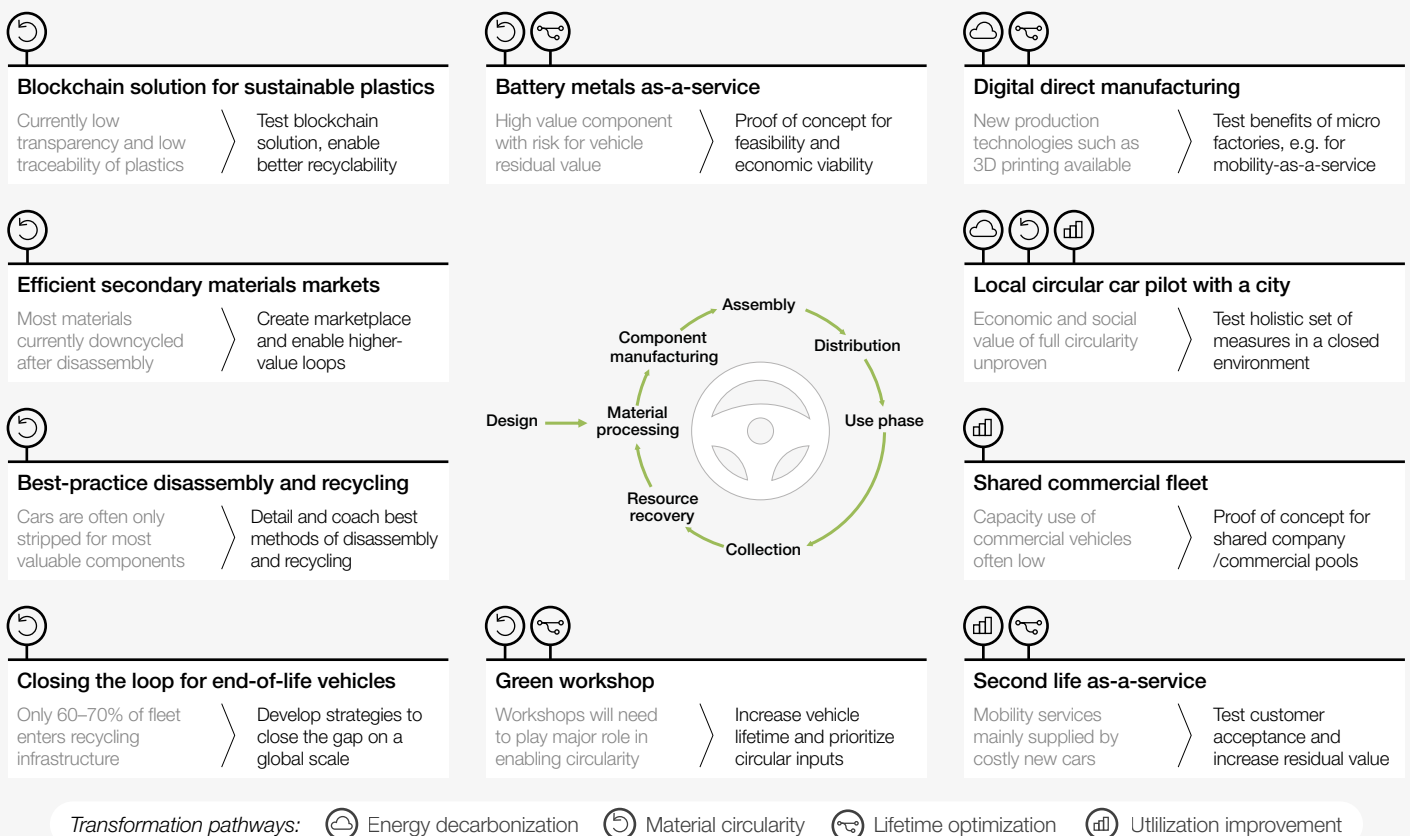 Blockchain solution for sustainable plastics
Currently low
transparency and low
traceability of plastics
Test blockchain
solution, enable
better recyclability
Battery metals as-a-service
High value component
with risk for vehicle
residual value
Proof of concept for
feasibility and
economic viability
Digital direct manufacturing
New production
technologies such as
3D printing available
Test benefits of micro
factories, e.g. for
mobility-as-a-service
Efficient secondary materials markets
Most materials
currently downcycled
after disassembly
Create marketplace
and enable higher-
value loops
Assembly
Component
manufacturing
Distribution
Design
Material
processing
Use phase
Resource
recovery
Collection
Local circular car pilot with a city
Economic and social
value of full circularity
unproven
Test holistic set of
measures in a closed
environment
Best-practice disassembly and recycling
Cars are often only
stripped for most
valuable components
Detail and coach best
methods of disassembly
and recycling
Shared commercial fleet
Capacity use of
commercial vehicles
often low
Proof of concept for
shared company
/commercial pools
Closing the loop for end-of-life vehicles
Only 60–70% of fleet
enters recycling
infrastructure
Develop strategies to
close the gap on a
global scale
Green workshop
Workshops will need
to play major role in
enabling circularity
Increase vehicle
lifetime and prioritize
circular inputs
Second life as-a-service
Mobility services
mainly supplied by
costly new cars
Test customer
acceptance and
increase residual value
Transformation pathways: Energy decarbonization Material circularity Lifetime optimization Utlilization improvement